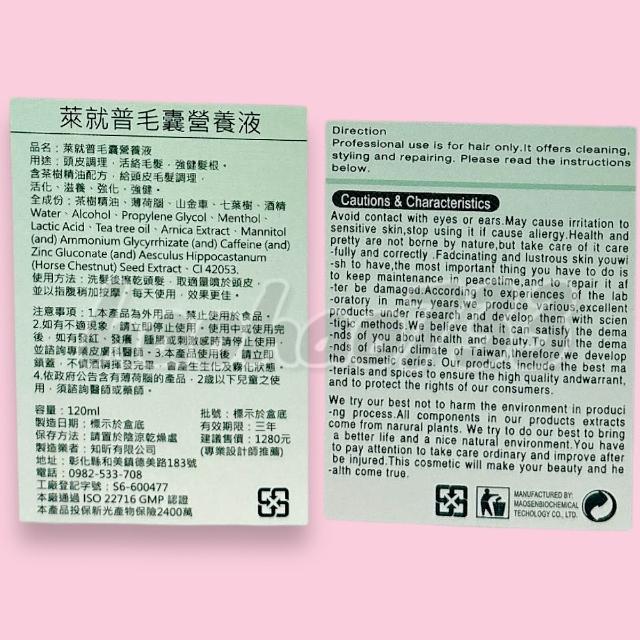 萊就普毛囊營養液
品名：萊就普毛囊營養液
用途：頭皮調理，活絡毛髮，強健髮根。
含茶樹精油配方，給頭皮毛髮調理，
活化、滋養、強化，強健。
全成份：茶樹精油、薄荷腦、山金車、七葉樹、酒精
Water、Alcohol、Propylene Glycol、Menthol、
Lactic Acid、Tea tree oil、Arnica Extract、Mannitol
(and) Ammonium Glycyrrhizate (and) Caffeine (and)
Zinc Gluconate (and) Aesculus Hippocastanum
(Horse Chestnut) Seed Extract、CI 42053.
使用方法：洗髮後擦乾頭髮，取適量噴於頭皮，
並以指腹稍加按摩，每天使用，效果更佳。
注意事項：1.本產品為外用品，禁止使用於食品。
2.如有不適現象，請立即停止使用，使用中或使用完
後，如有發紅、發癢、腫脹或刺激感時請停止使用，
並諮詢專業皮膚科醫師。3.本產品使用後，請立即
鎖蓋，不慎酒精揮發完畢，會產生生化及霧化狀態。
4.依政府公告含有薄荷腦的產品，2歲以下兒童之使
用，須諮詢醫師或藥師。
容量：120ml
批號：標示於盒底
製造日期：標示於盒底
有效期限：三年
保存方法：請置於陰涼乾燥處
建議售價：1280元
製造業者：知昕有限公司
(專業設計師推薦)
地址：彰化縣和美鎮德美路183號
電話：0982-533-708
工廠登記字號：S6-600477
本廠通過 ISO 22716 GMP 認證
本產品投保新光產物保險2400萬
Direction
Professional use is for hair only.It offers cleaning,
styling and repairing. Please read the instructions
below.
Cautions & Characteristics
Avoid contact with eyes or ears.May cause irritation to
sensitive skin,stop using it if cause allergy.Health and
pretty are not borne by nature,but take care of it care
-fully and correctly .Fadcinating and lustrous skin youwi
-sh to have,the most important thing you have to do is
to keep maintenance in peacetime,and repair it af
ter be damaged.According to experiences of the lab
oratory in many years,we produce various,excellent
products under research and develop them with scien
-tigic methods.We believe that it can satisfy the dema
-nds of you about health and beauty.To suit the dema
-nds of island climate of Taiwan,therefore,we develop
the cosmetic series. Our products include the best ma
terials and spices to ensure the high quality andwarrant,
and to protect the rights of our consumers.
We try our best not to harm the environment in produci
-ng process.All components in our products extracts
come from narural plants. We try to do our best to bring
a better life and a nice natural environment.You have
to pay attention to take care ordinary and improve after
be injured.This cosmetic will make your beauty and he
-alth come true.
MANUFACTURED BY:
MAOSENBIOCHEMICAL
TECHOLOGY CO., LTD.